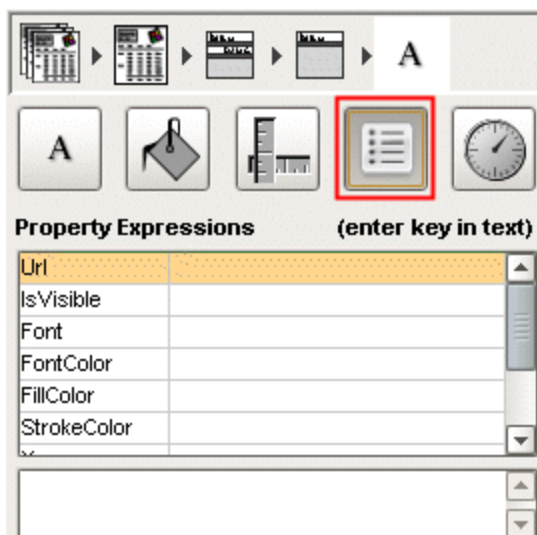 A
A
Property Expressions (enter key in text)
Url
IsVisible
Font
FontColor
FillColor
StrokeColor